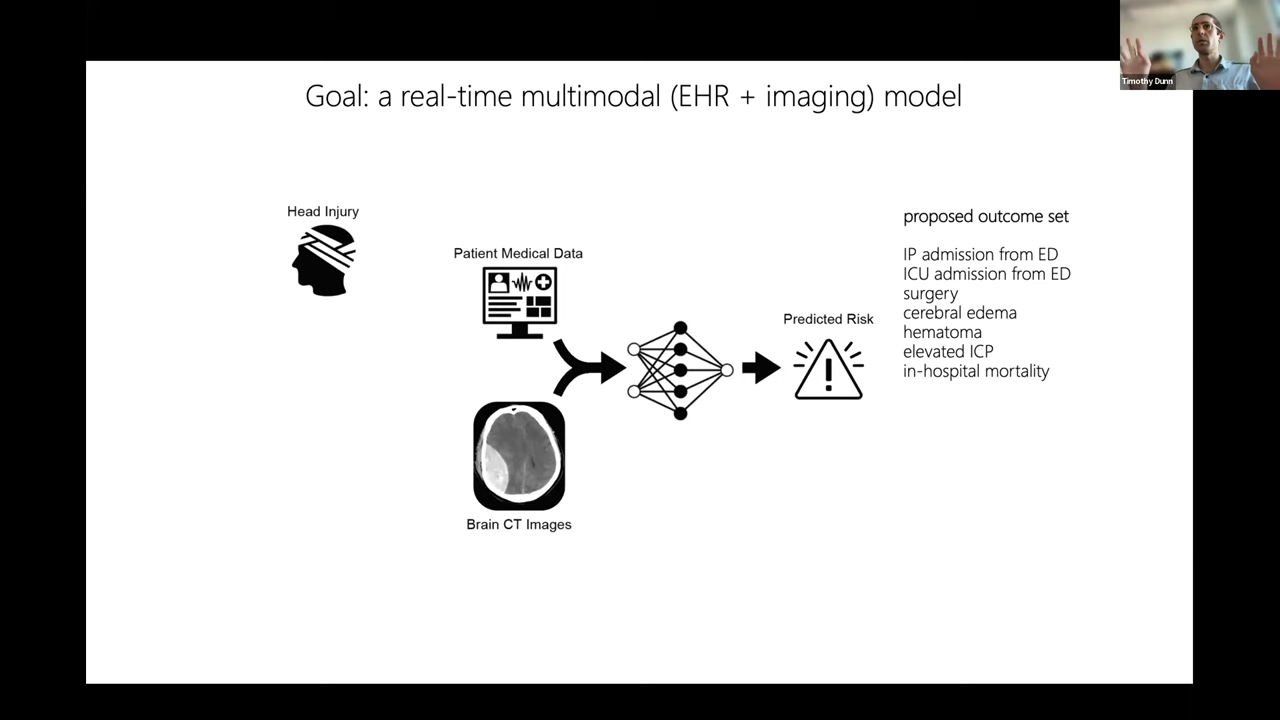 Timothy Dunn
Goal: a real-time multimodal (EHR + imaging) model
Head Injury
Patient Medical Data
Brain CT Images
Predicted Risk
proposed outcome set
IP admission from ED
ICU admission from ED
surgery
cerebral edema
hematoma
elevated ICP
in-hospital mortality